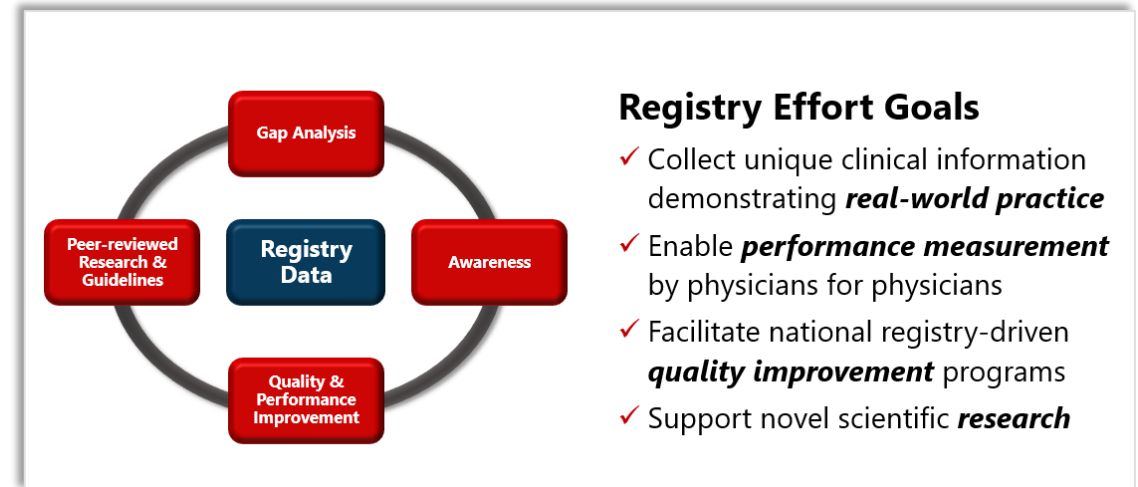 Gap Analysis
Peer-reviewed
Research &
Guidelines
Registry
Data
Awareness
Quality &
Performance
Improvement
Registry Effort Goals
✓ Collect unique clinical information
demonstrating real-world practice
✓ Enable performance measurement
by physicians for physicians
✓ Facilitate national registry-driven
quality improvement programs
✓ Support novel scientific research